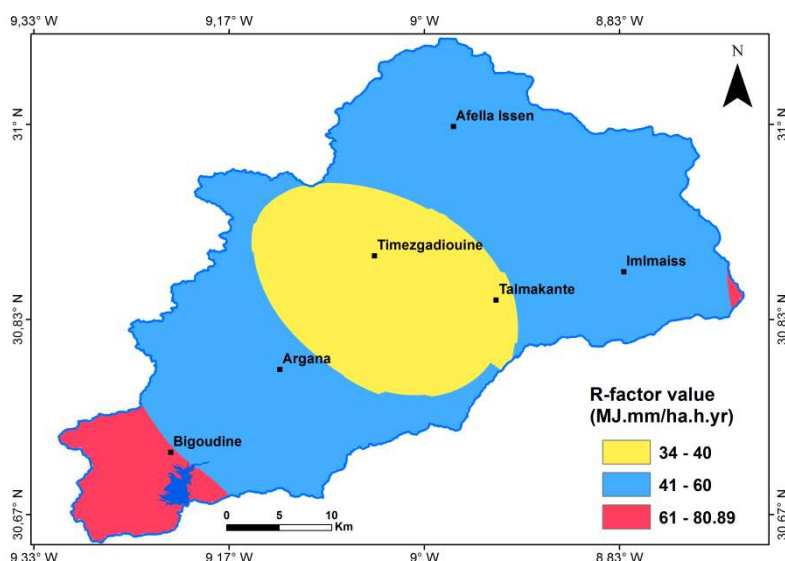 9,33° W 9,17° W 9° W 8,83° W
N
31° N 31° N
Afella Issen
Timezgadiouine
Imlmaiss
Talmakante
30,83° N 30,83° N
Argana
R-factor value
(MJ.mm/ha.h.yr)
Bigoudine
34 - 40
41 - 60
61 - 80.89
30,67° N 30,67° N
0 5 10
Km
9,33° W 9,17° W 9° W 8,83° W